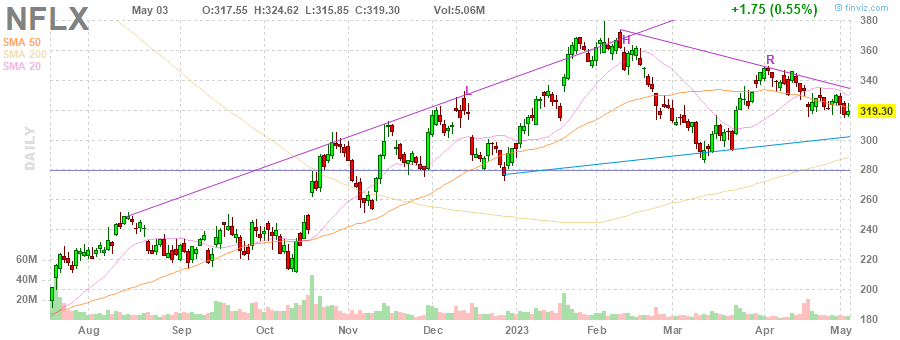 NFLX
May 03 O:317.55 H:324.62 L:315.85 C:319.30 Vol:5.06M +1.75 (0.55%)
© finviz.com
SMA 50
SMA 200
SMA 20
DAILY
L
H
R
380
360
340
319.30
300
280
260
240
220
200
180
60M
40M
20M
Aug Sep Oct Nov Dec 2023 Feb Mar Apr May